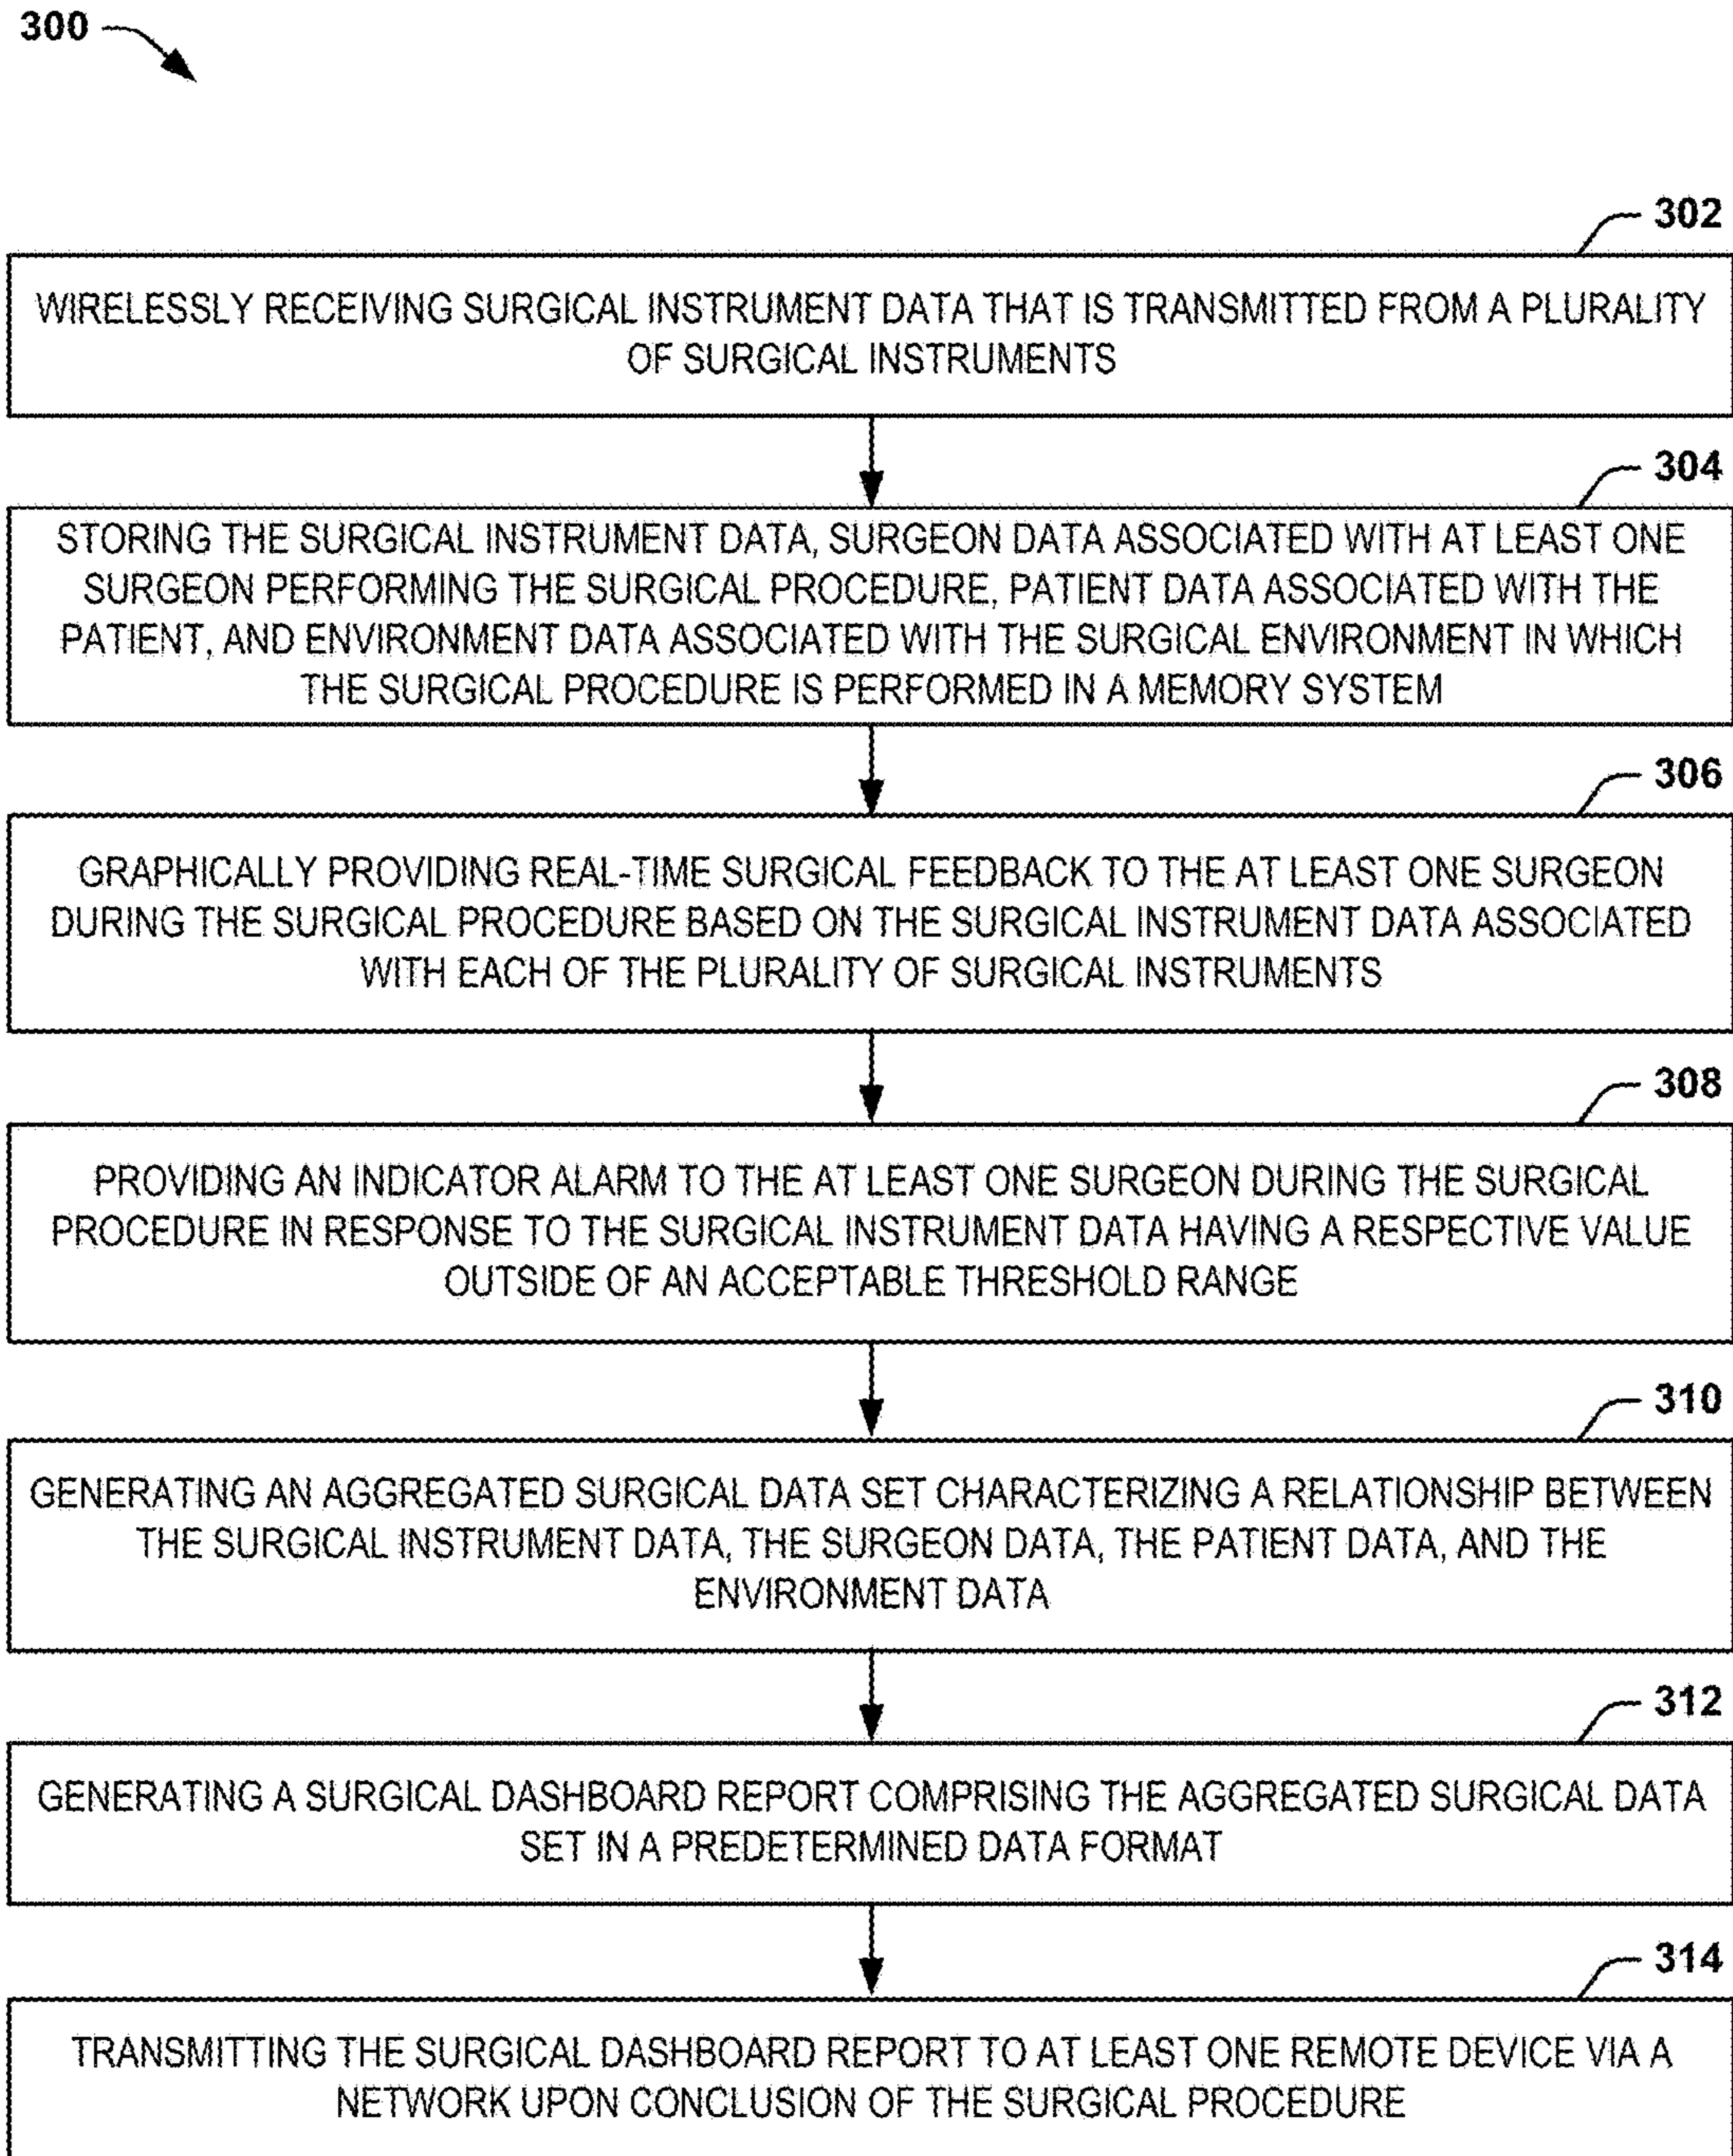 300
302
WIRELESSLY RECEIVING SURGICAL INSTRUMENT DATA THAT IS TRANSMITTED FROM A PLURALITY
OF SURGICAL INSTRUMENTS
304
STORING THE SURGICAL INSTRUMENT DATA, SURGEON DATA ASSOCIATED WITH AT LEAST ONE
SURGEON PERFORMING THE SURGICAL PROCEDURE, PATIENT DATA ASSOCIATED WITH THE
PATIENT, AND ENVIRONMENT DATA ASSOCIATED WITH THE SURGICAL ENVIRONMENT IN WHICH
THE SURGICAL PROCEDURE IS PERFORMED IN A MEMORY SYSTEM
306
GRAPHICALLY PROVIDING REAL-TIME SURGICAL FEEDBACK TO THE AT LEAST ONE SURGEON
DURING THE SURGICAL PROCEDURE BASED ON THE SURGICAL INSTRUMENT DATA ASSOCIATED
WITH EACH OF THE PLURALITY OF SURGICAL INSTRUMENTS
308
PROVIDING AN INDICATOR ALARM TO THE AT LEAST ONE SURGEON DURING THE SURGICAL
PROCEDURE IN RESPONSE TO THE SURGICAL INSTRUMENT DATA HAVING A RESPECTIVE VALUE
OUTSIDE OF AN ACCEPTABLE THRESHOLD RANGE
310
GENERATING AN AGGREGATED SURGICAL DATA SET CHARACTERIZING A RELATIONSHIP BETWEEN
THE SURGICAL INSTRUMENT DATA, THE SURGEON DATA, THE PATIENT DATA, AND THE
ENVIRONMENT DATA
312
GENERATING A SURGICAL DASHBOARD REPORT COMPRISING THE AGGREGATED SURGICAL DATA
SET IN A PREDETERMINED DATA FORMAT
314
TRANSMITTING THE SURGICAL DASHBOARD REPORT TO AT LEAST ONE REMOTE DEVICE VIA A
NETWORK UPON CONCLUSION OF THE SURGICAL PROCEDURE